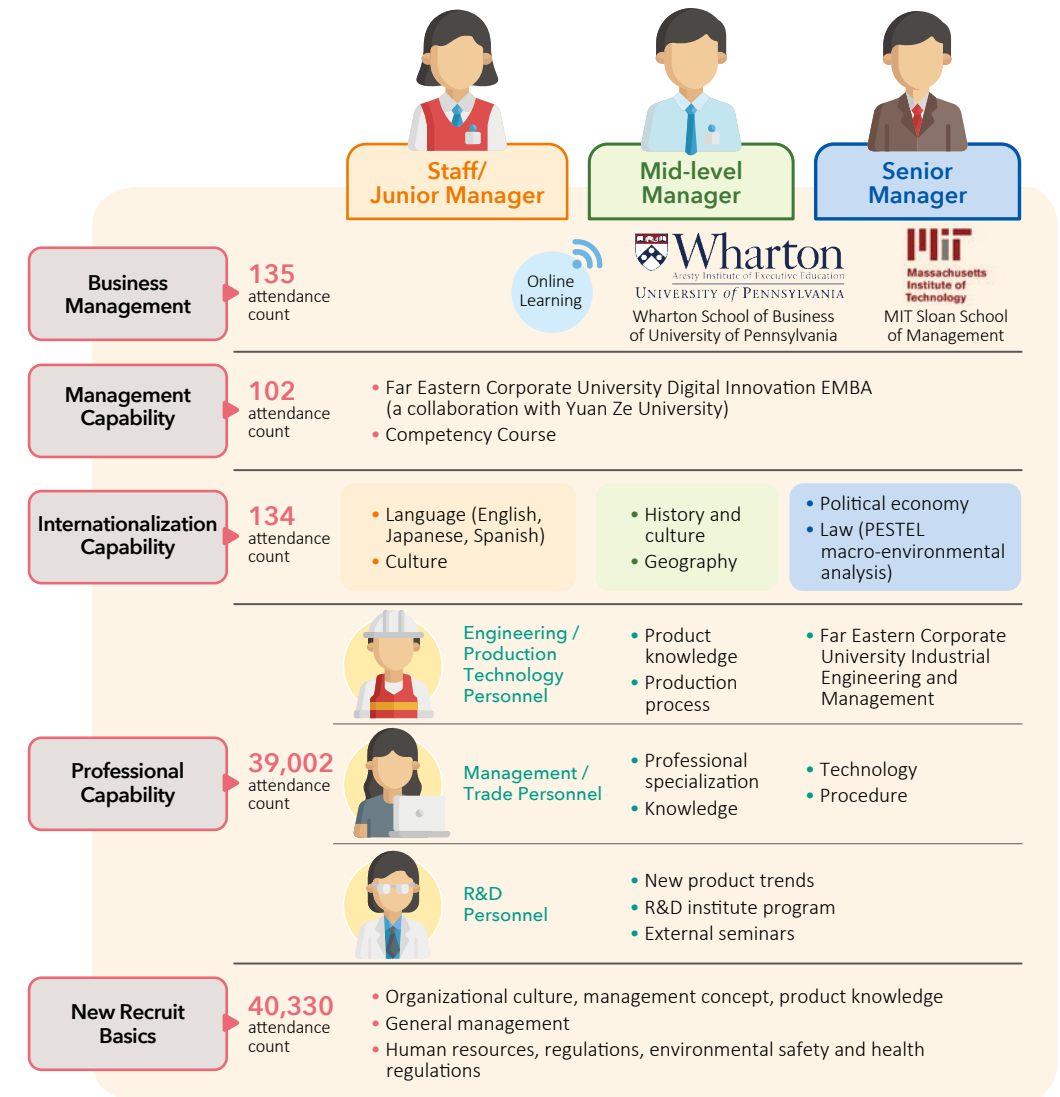 Staff/
Junior Manager
Mid-level
Manager
Senior
Manager
Business
Management
135
attendance
count
Online
Learning
Wharton
Aresty Institute of Executive Education
UNIVERSITY of PENNSYLVANIA
Wharton School of Business
of University of Pennsylvania
MIT
Massachusetts
Institute of
Technology
MIT Sloan School
of Management
Management
Capability
102
attendance
count
• Far Eastern Corporate University Digital Innovation EMBA
(a collaboration with Yuan Ze University)
• Competency Course
Internationalization
Capability
134
attendance
count
• Language (English,
Japanese, Spanish)
• Culture
• History and
culture
• Geography
• Political economy
• Law (PESTEL
macro-environmental
analysis)
Professional
Capability
39,002
attendance
count
Engineering /
Production
Technology
Personnel
• Product
knowledge
• Production
process
• Far Eastern Corporate
University Industrial
Engineering and
Management
Management /
Trade Personnel
• Professional
specialization
• Knowledge
• Technology
• Procedure
R&D
Personnel
• New product trends
• R&D institute program
• External seminars
New Recruit
Basics
40,330
attendance
count
• Organizational culture, management concept, product knowledge
• General management
• Human resources, regulations, environmental safety and health
regulations